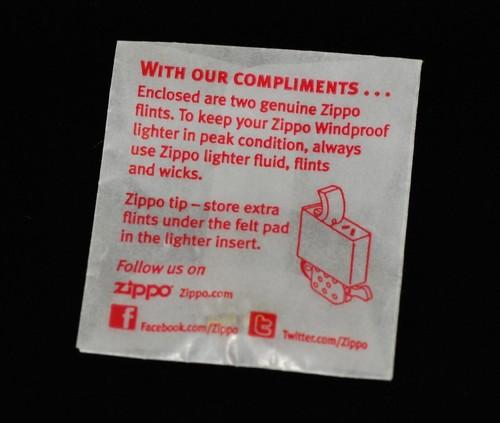 WITH OUR COMPLIMENTS...
Enclosed are two genuine Zippo
flints. To keep your Zippo Windproof
lighter in peak condition, always
use Zippo lighter fluid, flints
and wicks.
Zippo tip – store extra
flints under the felt pad
in the lighter insert.
Follow us on
zippo Zippo.com
f Facebook.com/Zippo t Twitter.com/Zippo